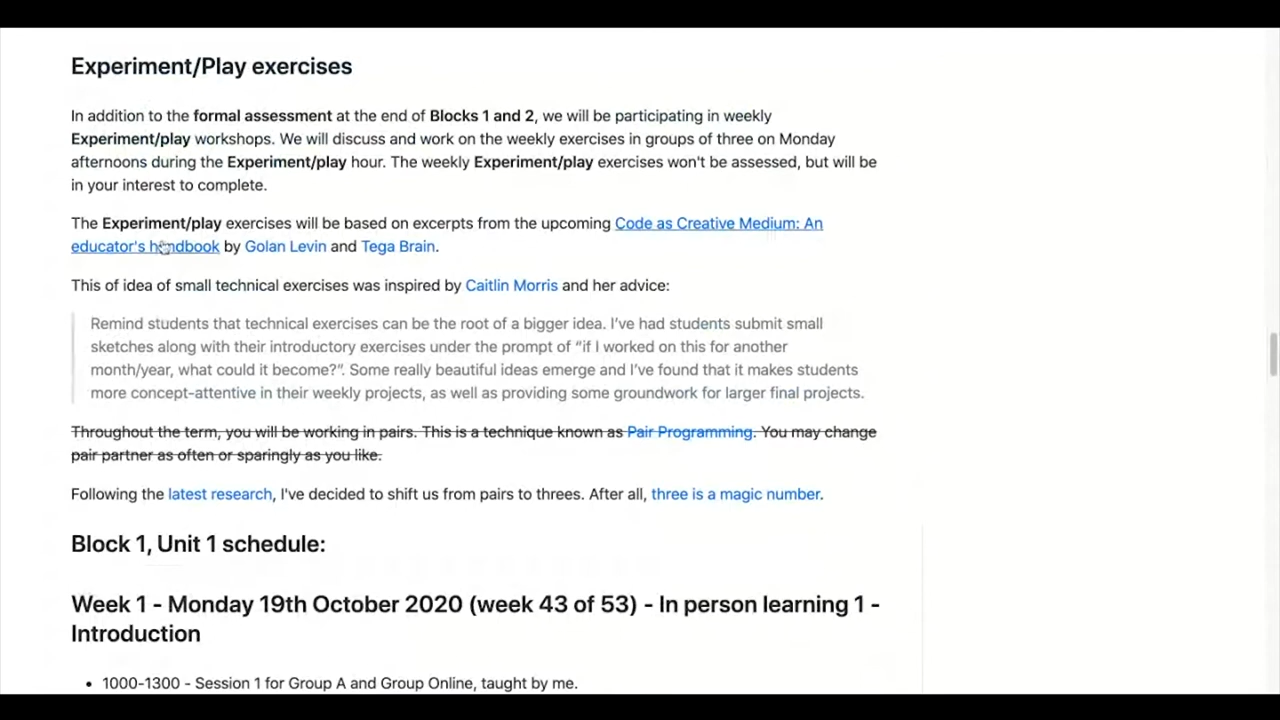 Experiment/Play exercises
In addition to the formal assessment at the end of Blocks 1 and 2, we will be participating in weekly
Experiment/play workshops. We will discuss and work on the weekly exercises in groups of three on Monday
afternoons during the Experiment/play hour. The weekly Experiment/play exercises won't be assessed, but will be
in your interest to complete.
The Experiment/play exercises will be based on excerpts from the upcoming Code as Creative Medium: An
educator's handbook by Golan Levin and Tega Brain.
This of idea of small technical exercises was inspired by Caitlin Morris and her advice:
Remind students that technical exercises can be the root of a bigger idea. I've had students submit small
sketches along with their introductory exercises under the prompt of “if I worked on this for another
month/year, what could it become?”. Some really beautiful ideas emerge and I've found that it makes students
more concept-attentive in their weekly projects, as well as providing some groundwork for larger final projects.
Throughout the term, you will be working in pairs. This is a technique known as Pair Programming. You may change
pair partner as often or sparingly as you like.
Following the latest research, I've decided to shift us from pairs to threes. After all, three is a magic number.
Block 1, Unit 1 schedule:
Week 1 - Monday 19th October 2020 (week 43 of 53) - In person learning 1 -
Introduction
• 1000-1300 - Session 1 for Group A and Group Online, taught by me.